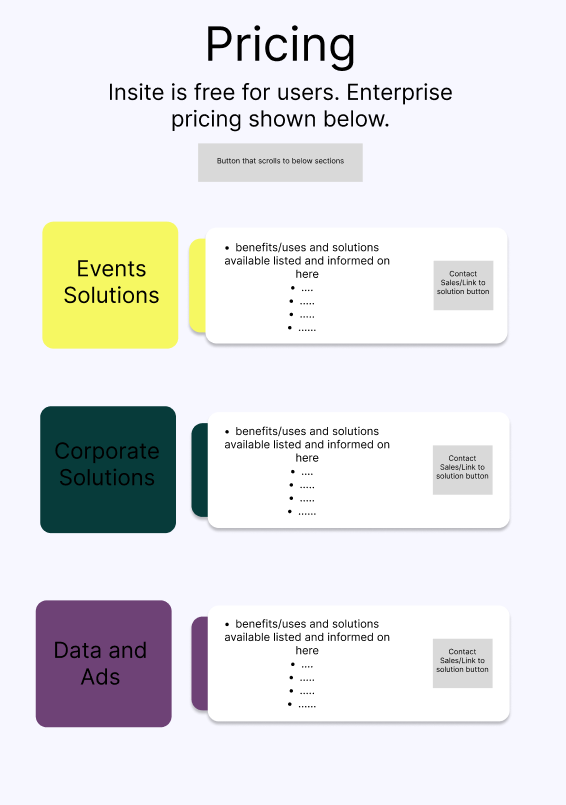 Pricing
Insite is free for users. Enterprise
pricing shown below.
Button that scrolls to below sections
Events
Solutions
• benefits/uses and solutions
available listed and informed on
here
• ....
• .....
• .....
• ......
Contact
Sales/Link to
solution button
Corporate
Solutions
• benefits/uses and solutions
available listed and informed on
here
• ....
• .....
• .....
• ......
Contact
Sales/Link to
solution button
Data and
Ads
• benefits/uses and solutions
available listed and informed on
here
• ....
• .....
• .....
• ......
Contact
Sales/Link to
solution button